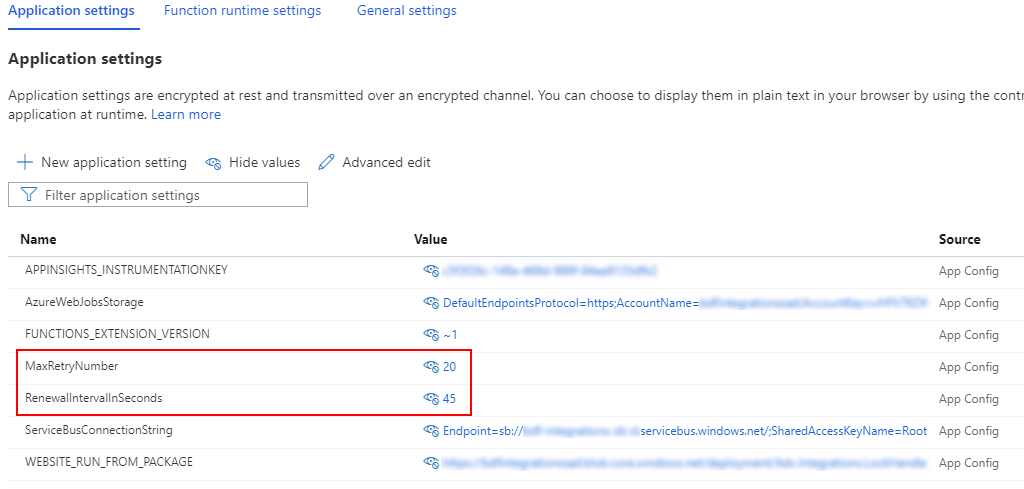 Application settings Function runtime settings General settings
Application settings
Application settings are encrypted at rest and transmitted over an encrypted channel. You can choose to display them in plain text in your browser by using the contr
application at runtime. Learn more
New application setting Hide values Advanced edit
Filter application settings
Name Value Source
APPINSIGHTS_INSTRUMENTATIONKEY App Config
AzureWebJobsStorage DefaultEndpointsProtocol=https;AccountName= App Config
FUNCTIONS_EXTENSION_VERSION ~1 App Config
MaxRetryNumber 20 App Config
RenewalIntervalInSeconds 45 App Config
ServiceBusConnectionString Endpoint=sb:// servicebus.windows.net/;SharedAccessKeyName=Root App Config
WEBSITE_RUN_FROM_PACKAGE App Config